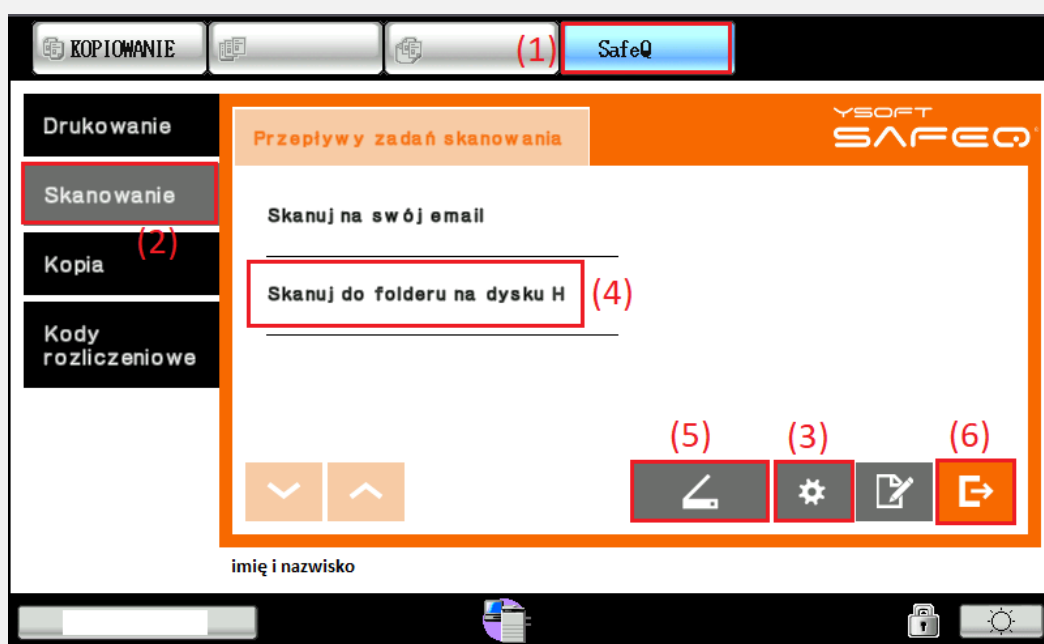 KOPIOWANIE
(1)
SafeQ
Drukowanie
Przepływy zadań skanowania
YSOFT
SAFEQ
Skanowanie
(2)
Skanuj na swój email
Kopia
Skanuj do folderu na dysku H
(4)
Kody
rozliczeniowe
(5)
(3)
(6)
imię i nazwisko